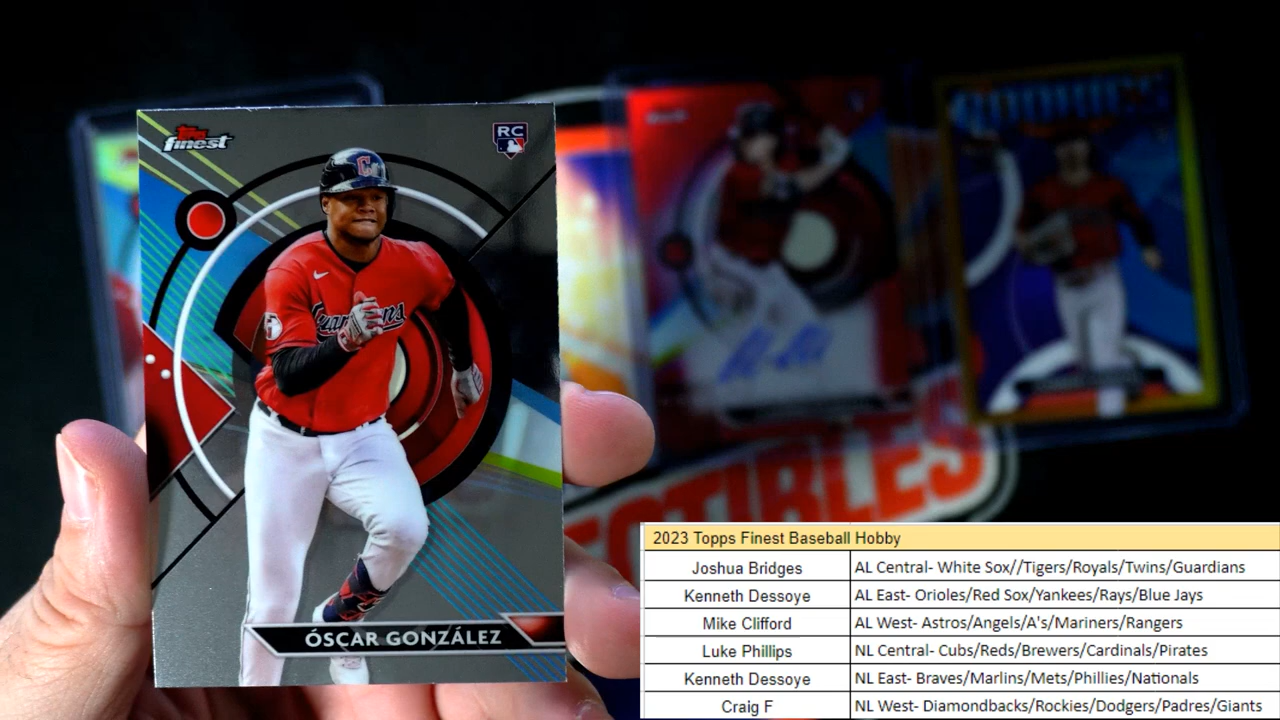 Topps
finest
RC
C
Guardians
ÓSCAR GONZÁLEZ
ROOKIES
ECTIBLES
2023 Topps Finest Baseball Hobby
Joshua Bridges AL Central- White Sox//Tigers/Royals/Twins/Guardians
Kenneth Dessoye AL East- Orioles/Red Sox/Yankees/Rays/Blue Jays
Mike Clifford AL West- Astros/Angels/A's/Mariners/Rangers
Luke Phillips NL Central- Cubs/Reds/Brewers/Cardinals/Pirates
Kenneth Dessoye NL East- Braves/Marlins/Mets/Phillies/Nationals
Craig F NL West- Diamondbacks/Rockies/Dodgers/Padres/Giants